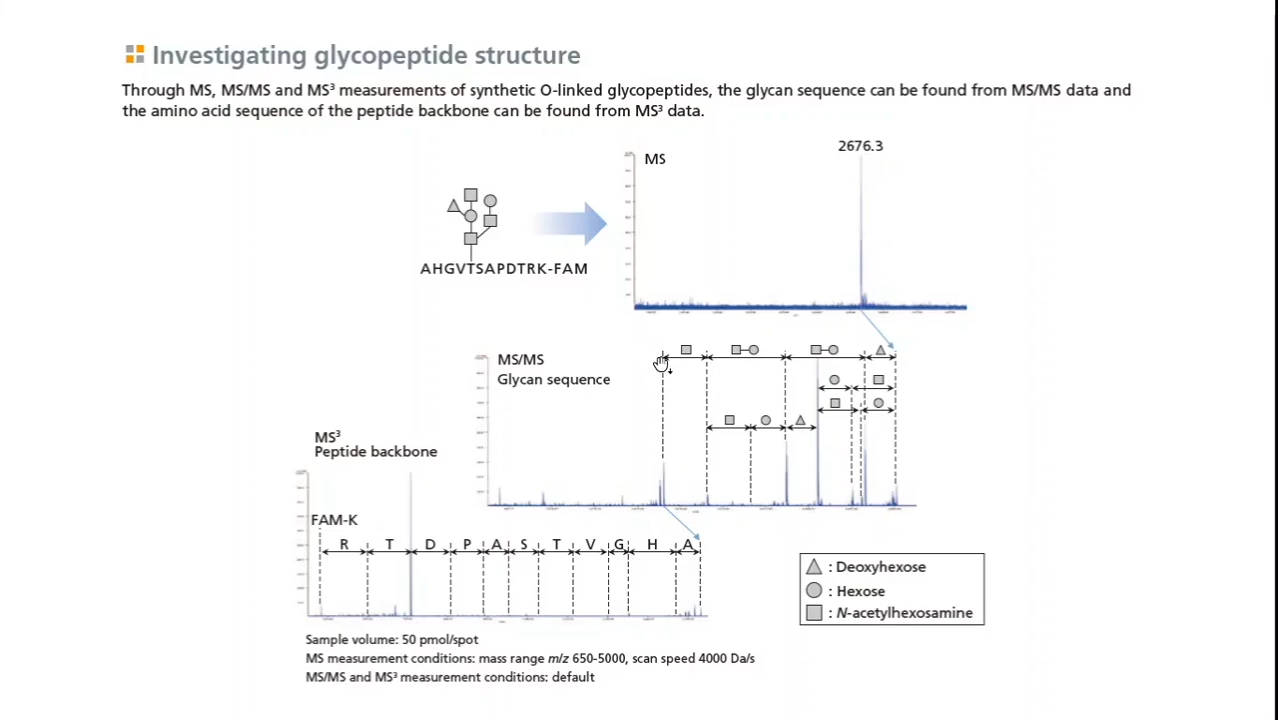 Investigating glycopeptide structure
Through MS, MS/MS and MS³ measurements of synthetic O-linked glycopeptides, the glycan sequence can be found from MS/MS data and
the amino acid sequence of the peptide backbone can be found from MS³ data.
2676.3
MS
AHGVTSAPDTRK-FAM
MS/MS
Glycan sequence
MS³
Peptide backbone
FAM-K
R T D P A S T V G H A
: Deoxyhexose
: Hexose
: N-acetylhexosamine
Sample volume: 50 pmol/spot
MS measurement conditions: mass range m/z 650-5000, scan speed 4000 Da/s
MS/MS and MS³ measurement conditions: default